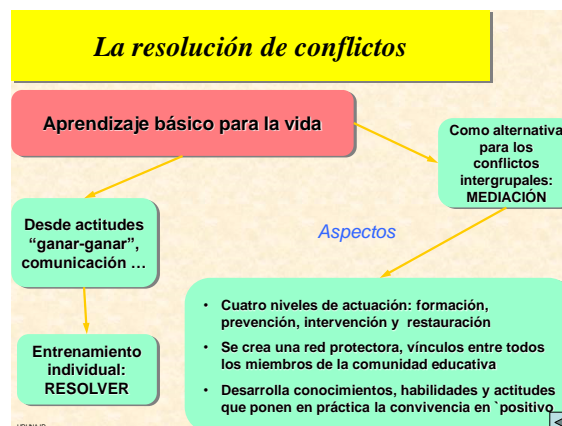 La resolución de conflictos
Aprendizaje básico para la vida
Como alternativa
para los
conflictos
intergrupales:
MEDIACIÓN
Desde actitudes
“ganar-ganar”,
comunicación …
Aspectos
Entrenamiento
individual:
RESOLVER
• Cuatro niveles de actuación: formación,
prevención, intervención y restauración
• Se crea una red protectora, vínculos entre todos
los miembros de la comunidad educativa
• Desarrolla conocimientos, habilidades y actitudes
que ponen en práctica la convivencia en `positivo